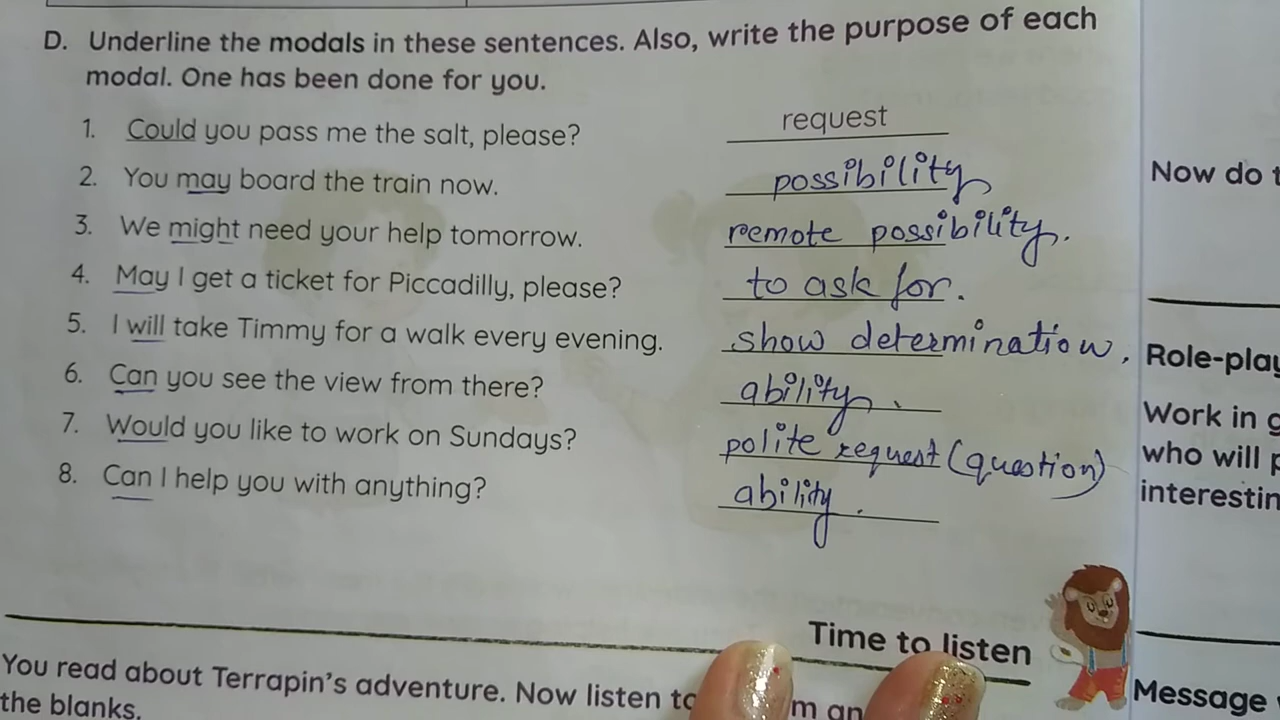 D. Underline the modals in these sentences. Also, write the purpose of each
modal. One has been done for you.
1. Could you pass me the salt, please? request
2. You may board the train now. possibility
3. We might need your help tomorrow. remote possibility.
4. May I get a ticket for Piccadilly, please? to ask for.
5. I will take Timmy for a walk every evening. show determination.
6. Can you see the view from there? ability.
7. Would you like to work on Sundays? polite request (question)
8. Can I help you with anything? ability.
Time to listen
You read about Terrapin's adventure. Now listen
the blanks.
Now do
Role-play
Work in
who will
Message